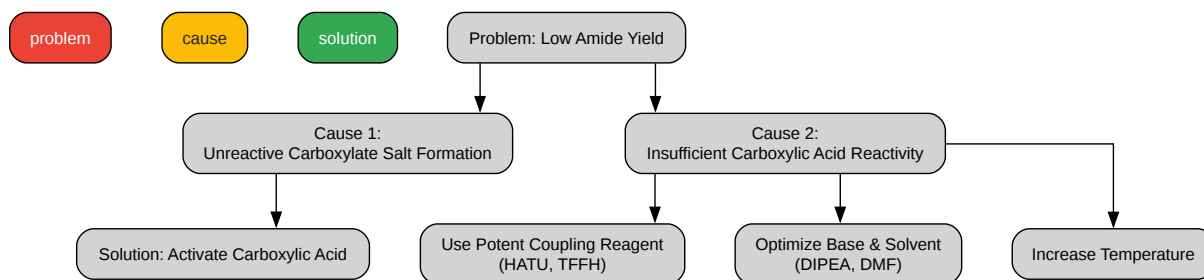 problem
cause
solution
Problem: Low Amide Yield
Cause 1:
Unreactive Carboxylate Salt Formation
Cause 2:
Insufficient Carboxylic Acid Reactivity
Solution: Activate Carboxylic Acid
Use Potent Coupling Reagent
(HATU, TFFH)
Optimize Base & Solvent
(DIPEA, DMF)
Increase Temperature